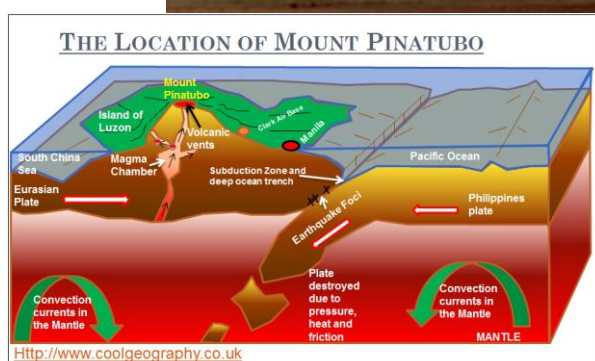 THE LOCATION OF MOUNT PINATUBO
Mount
Pinatubo
Island of
Luzon
Clark Air Base
Volcanic
vents
Manila
South China
Sea
Magma
Chamber
Pacific Ocean
Subduction Zone and
deep ocean trench
Eurasian
Plate
Philippines
plate
Earthquake Foci
Convection
currents in
the Mantle
Plate
destroyed
due to
pressure,
heat and
friction
Convection
currents in
the Mantle
MANTLE
Http://www.coolgeography.co.uk